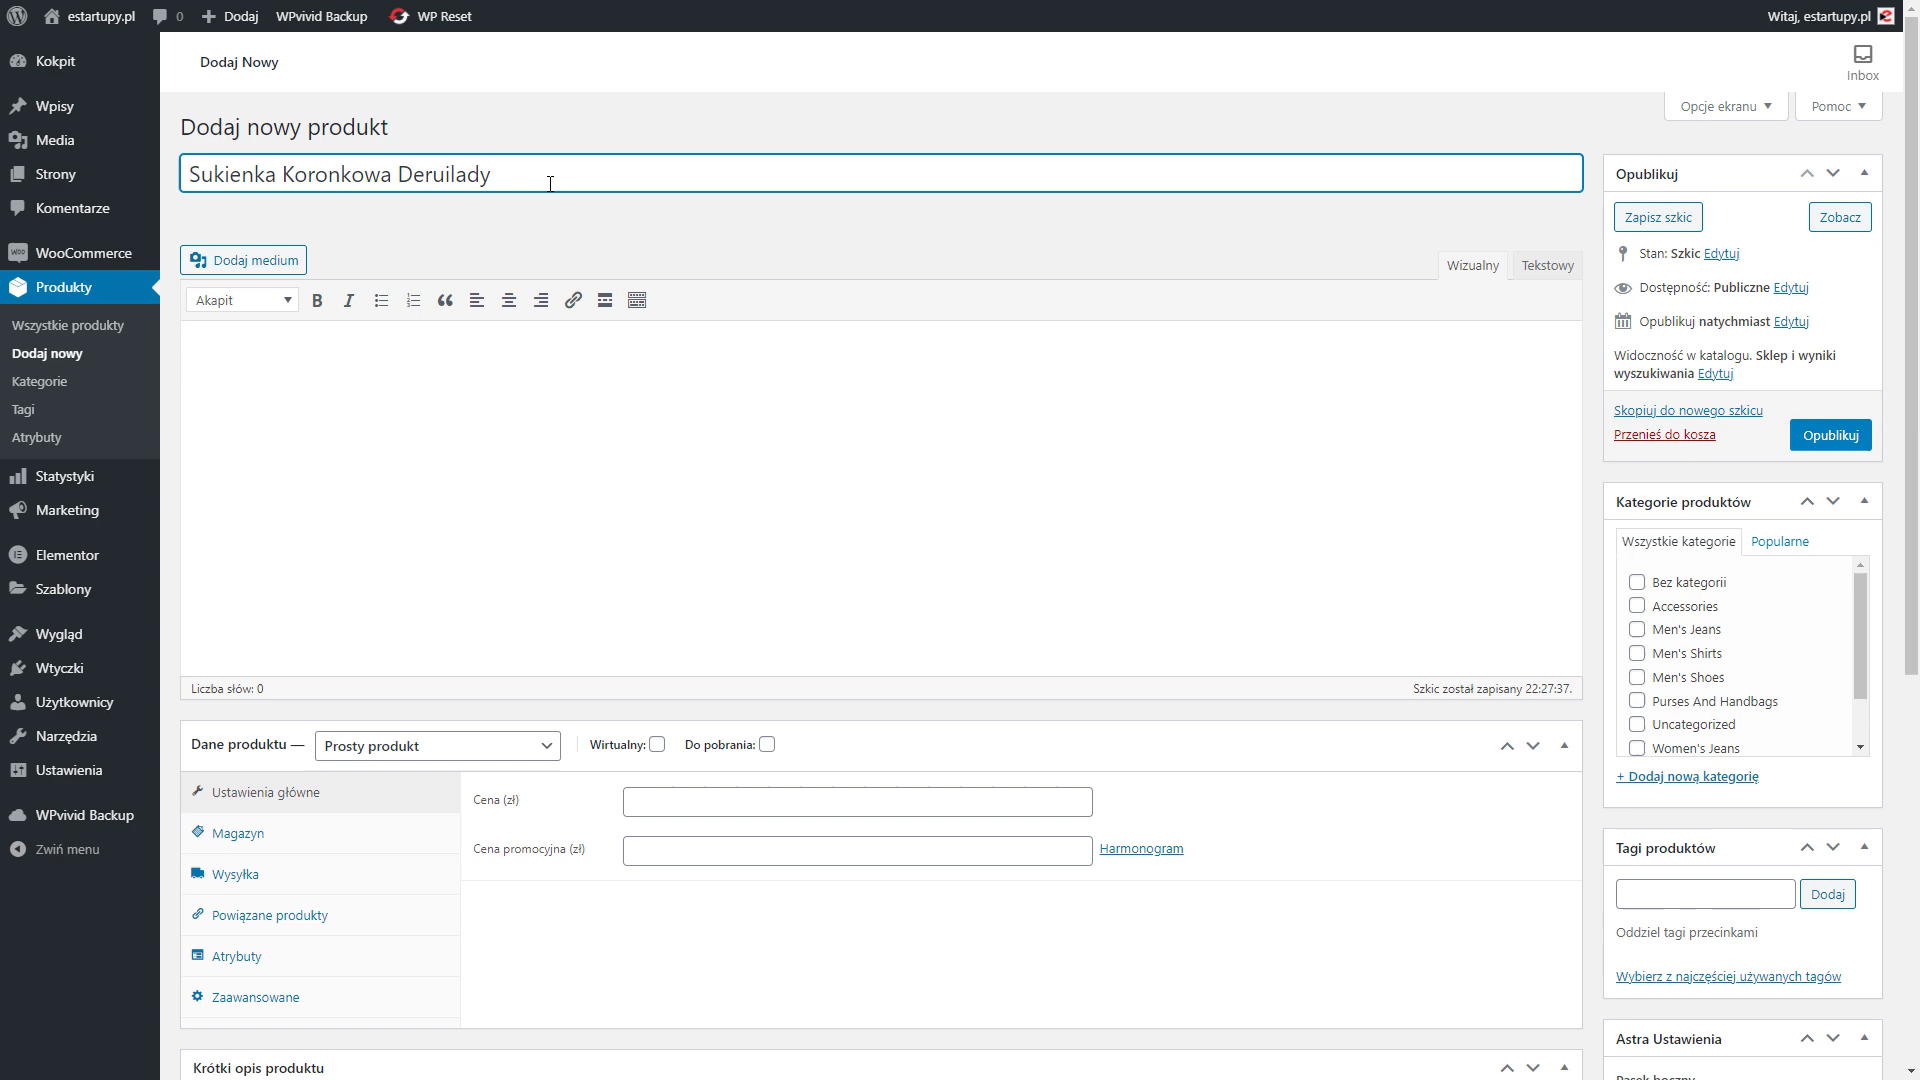 estartupy.pl
0
Dodaj
WPvivid Backup
WP Reset
Witaj, estartupy.pl
Kokpit
Wpisy
Media
Strony
Komentarze
WooCommerce
Produkty
Wszystkie produkty
Dodaj nowy
Kategorie
Tagi
Atrybuty
Statystyki
Marketing
Elementor
Szablony
Wygląd
Wtyczki
Użytkownicy
Narzędzia
Ustawienia
WPvivid Backup
Zwiń menu
Dodaj Nowy
Inbox
Opcje ekranu
Pomoc
Dodaj nowy produkt
Sukienka Koronkowa Deruilady
Dodaj medium
Wizualny
Tekstowy
Akapit
B
I
Liczba słów: 0
Szkic został zapisany 22:27:37.
Dane produktu —
Prosty produkt
Wirtualny:
Do pobrania:
Ustawienia główne
Magazyn
Wysyłka
Powiązane produkty
Atrybuty
Zaawansowane
Cena (zł)
Cena promocyjna (zł)
Harmonogram
Krótki opis produktu
Opublikuj
Zapisz szkic
Zobacz
Stan: Szkic Edytuj
Dostępność: Publiczne Edytuj
Opublikuj natychmiast Edytuj
Widoczność w katalogu. Sklep i wyniki
wyszukiwania Edytuj
Skopiuj do nowego szkicu
Przenieś do kosza
Opublikuj
Kategorie produktów
Wszystkie kategorie
Popularne
Bez kategorii
Accessories
Men's Jeans
Men's Shirts
Men's Shoes
Purses And Handbags
Uncategorized
Women's Jeans
+ Dodaj nową kategorię
Tagi produktów
Dodaj
Oddziel tagi przecinkami
Wybierz z najczęściej używanych tagów
Astra Ustawienia
Pasek boczny